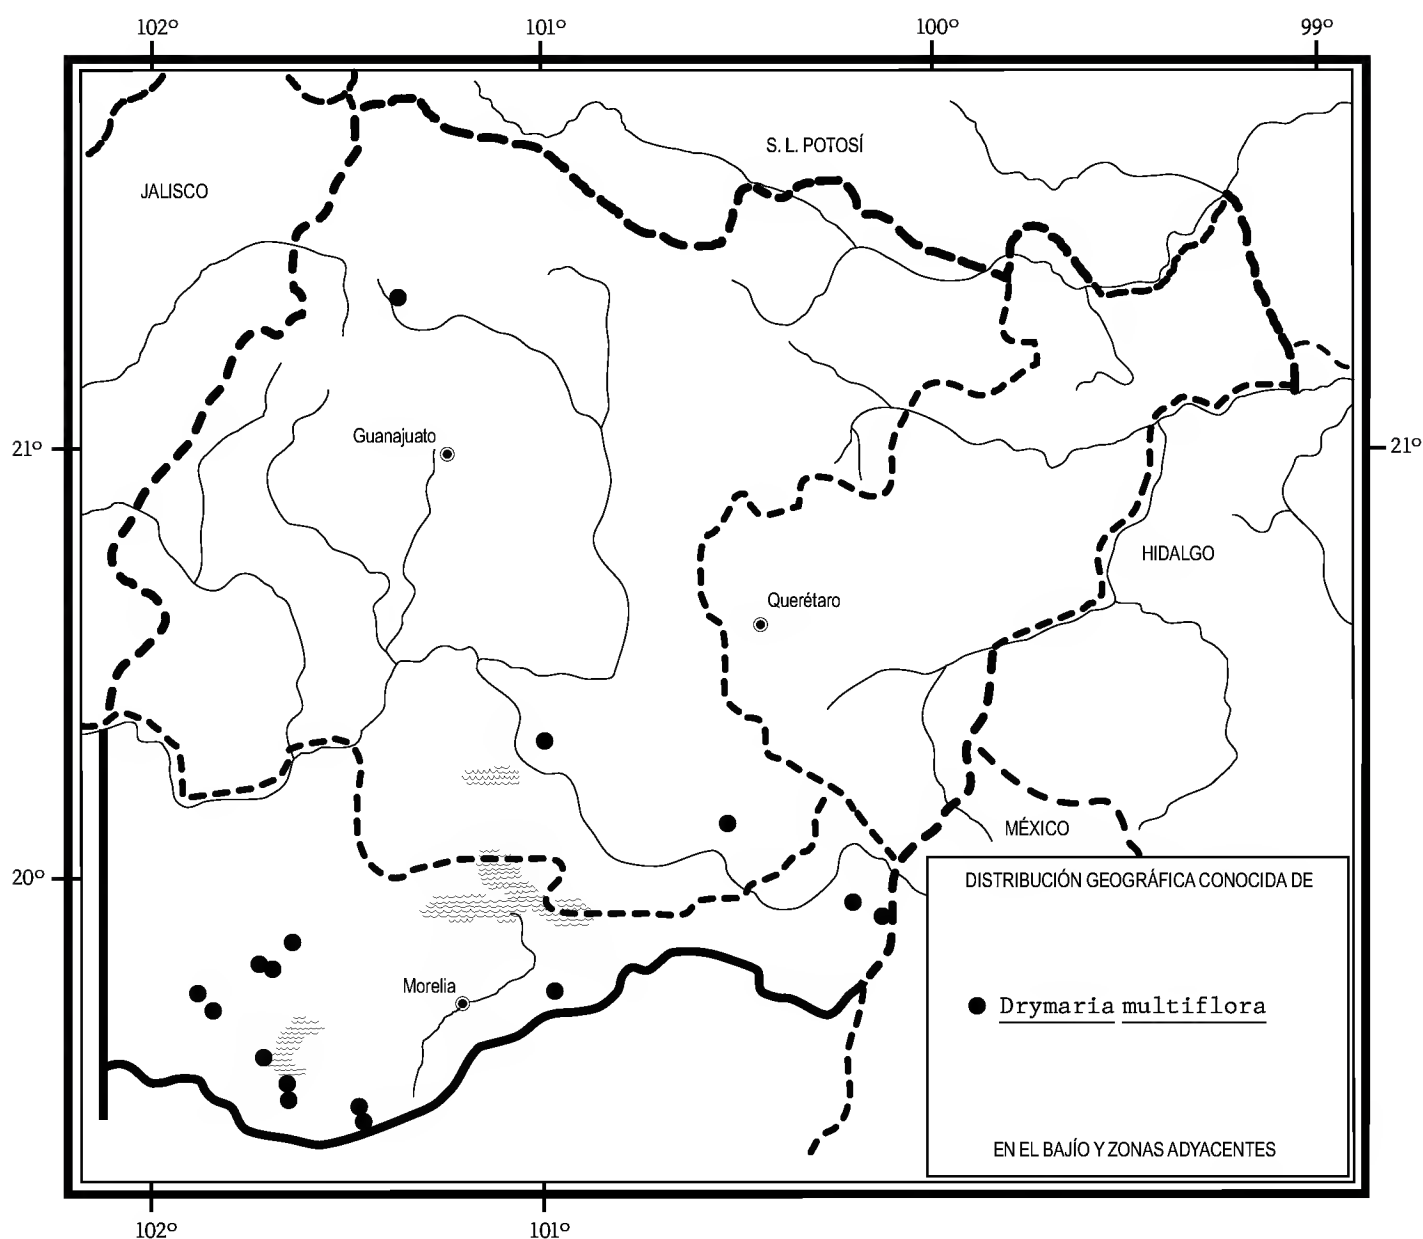 102º 101º 100º 99º
S. L. POTOSÍ
JALISCO
Guanajuato
21º 21º
HIDALGO
Querétaro
MÉXICO
20º
DISTRIBUCIÓN GEOGRÁFICA CONOCIDA DE
Morelia
Drymaria multiflora
EN EL BAJÍO Y ZONAS ADYACENTES
102º 101º